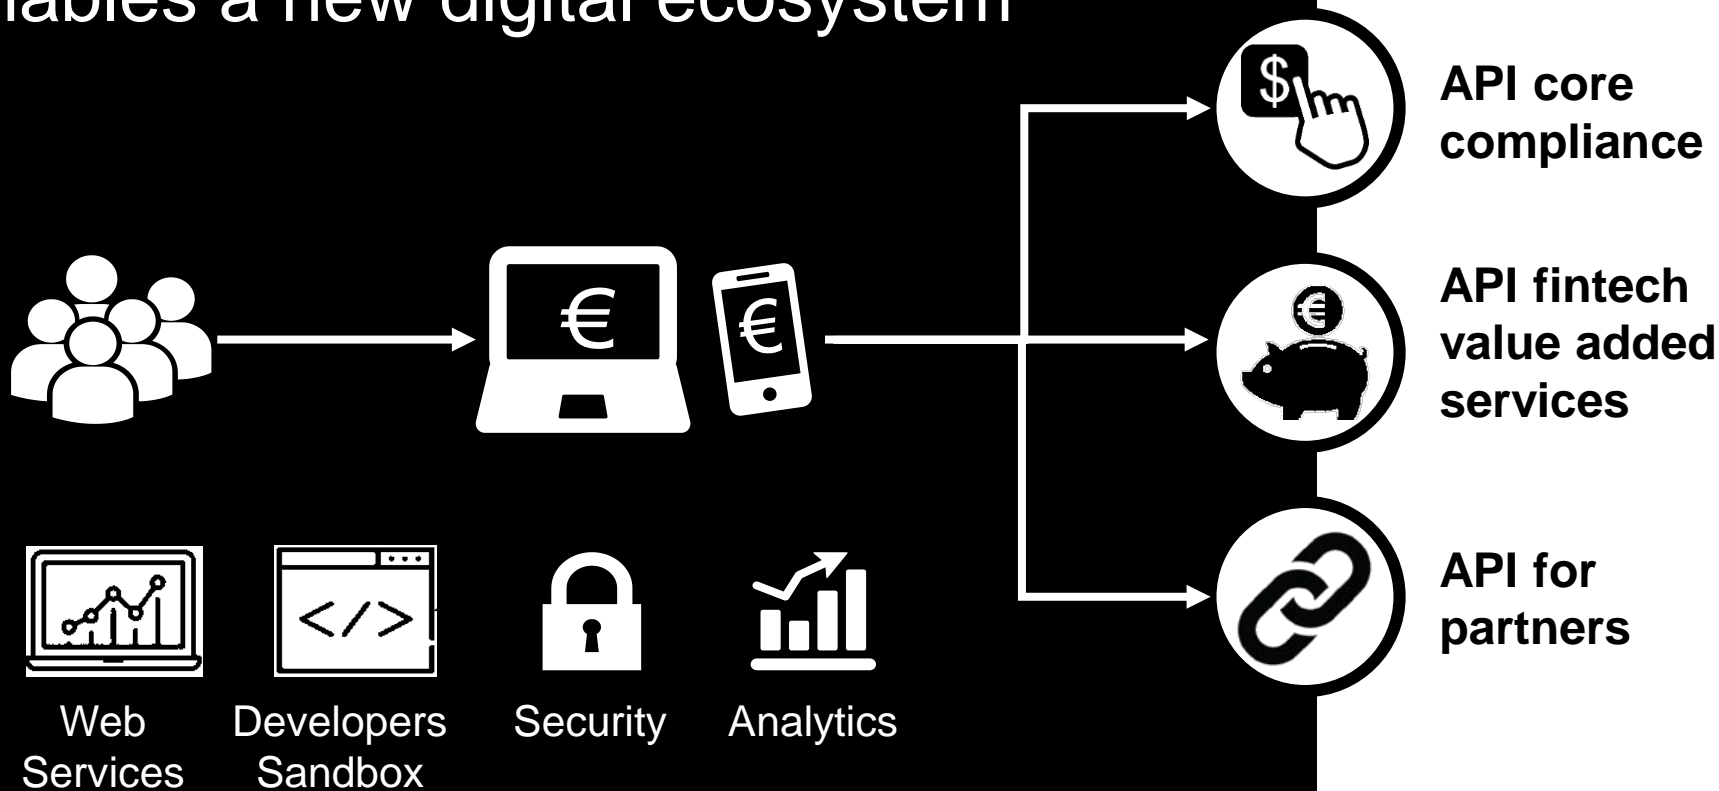 nables a new digital ecosystem
$
API core
compliance
€
€
€
API fintech
value added
services
API for
partners
</>
Web
Services
Developers
Sandbox
Security
Analytics